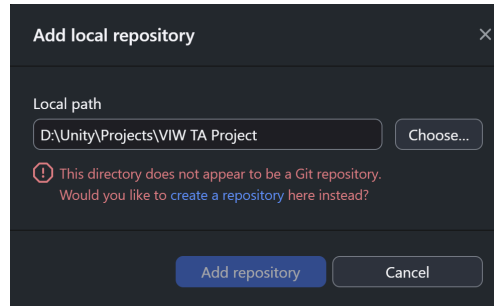 Add local repository
Local path
D:\Unity\Projects\VIW TA Project
Choose...
This directory does not appear to be a Git repository.
Would you like to create a repository here instead?
Add repository
Cancel